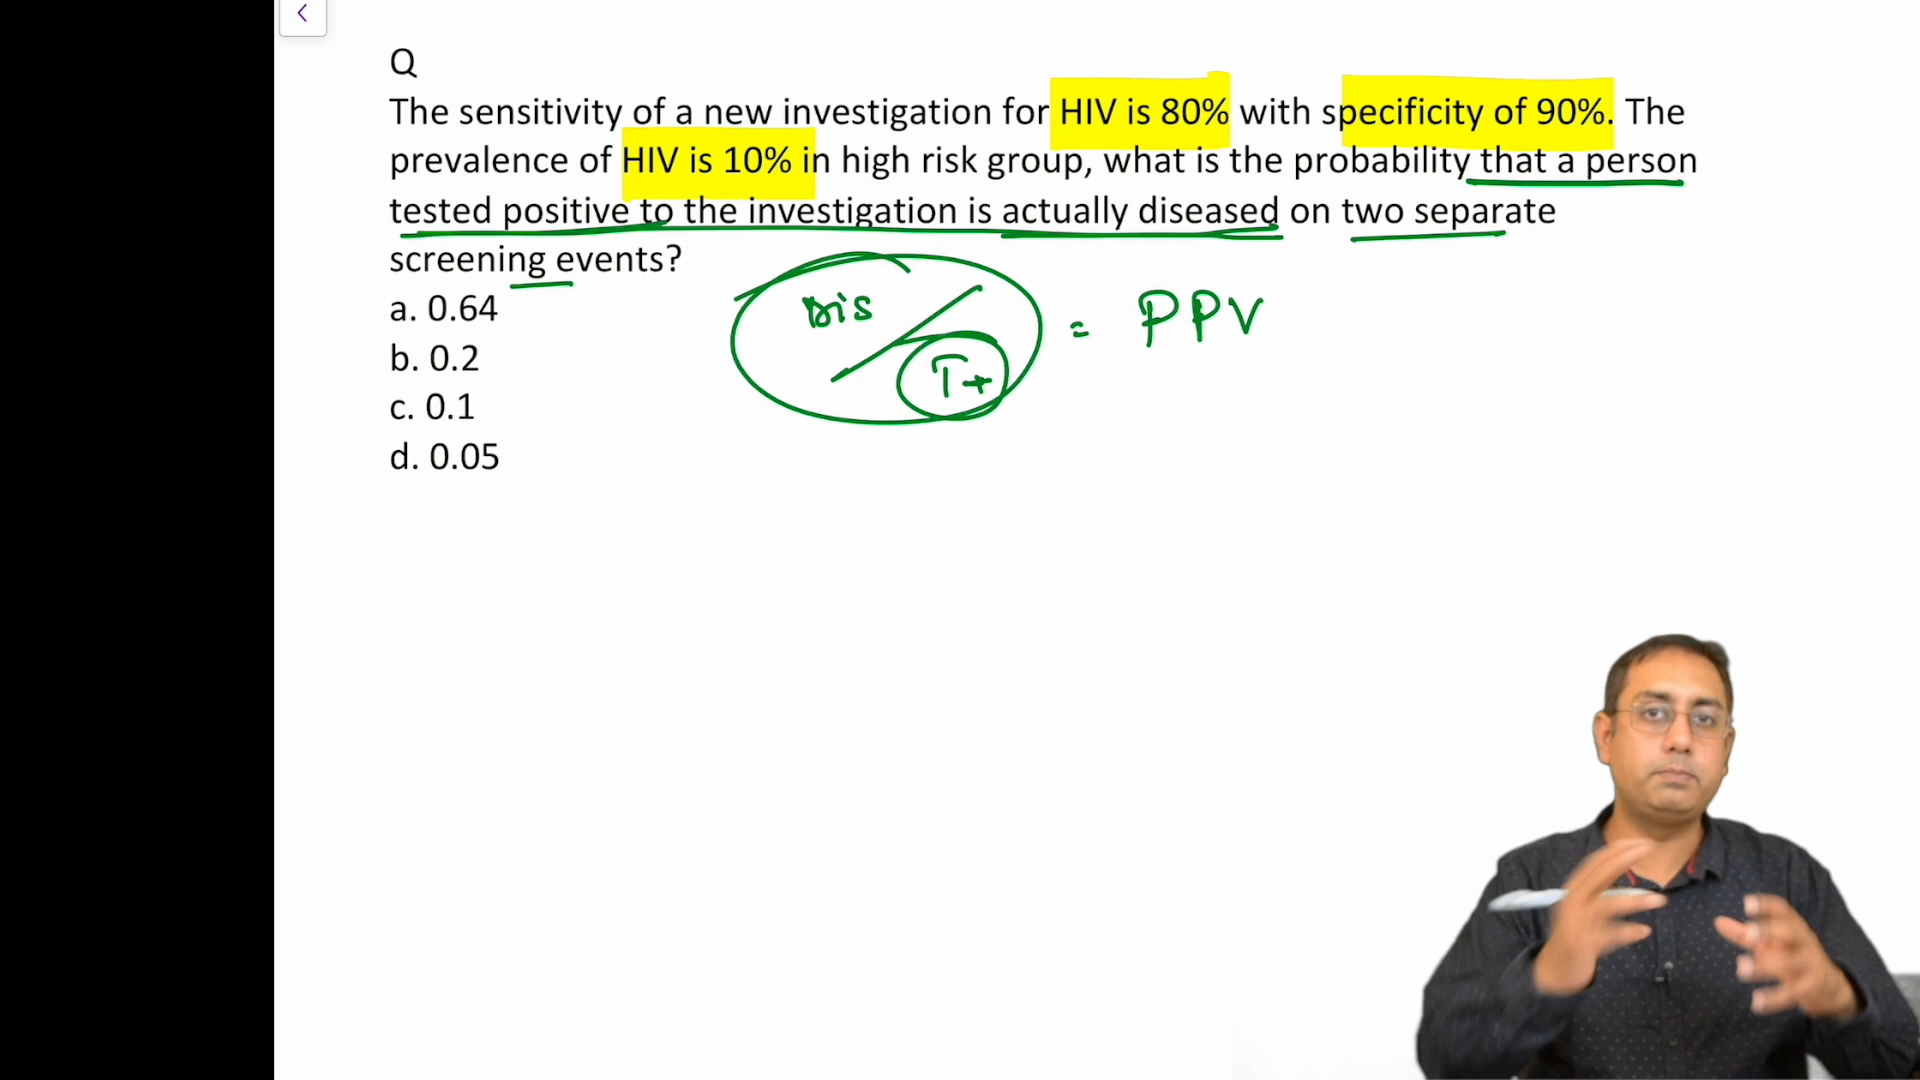 Q
The sensitivity of a new investigation for HIV is 80% with specificity of 90%. The
prevalence of HIV is 10% in high risk group, what is the probability that a person
tested positive to the investigation is actually diseased on two separate
screening events?
a. 0.64
b. 0.2
c. 0.1
d. 0.05
Dis / T+ = PPV